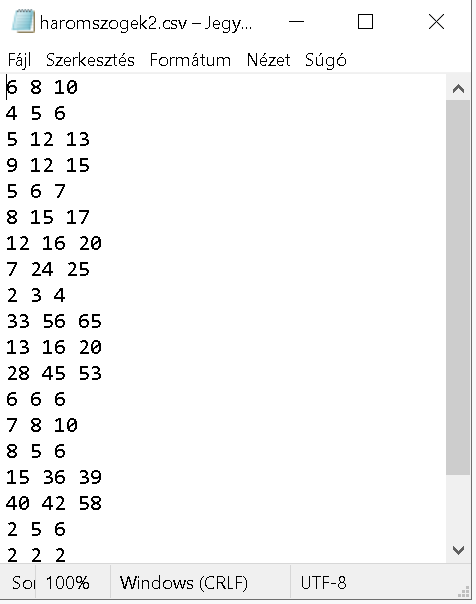 haromszogek2.csv – Jegy...
Fájl Szerkesztés Formátum Nézet Súgó
6 8 10
4 5 6
5 12 13
9 12 15
5 6 7
8 15 17
12 16 20
7 24 25
2 3 4
33 56 65
13 16 20
28 45 53
6 6 6
7 8 10
8 5 6
15 36 39
40 42 58
2 5 6
2 2 2
100% Windows (CRLF) UTF-8